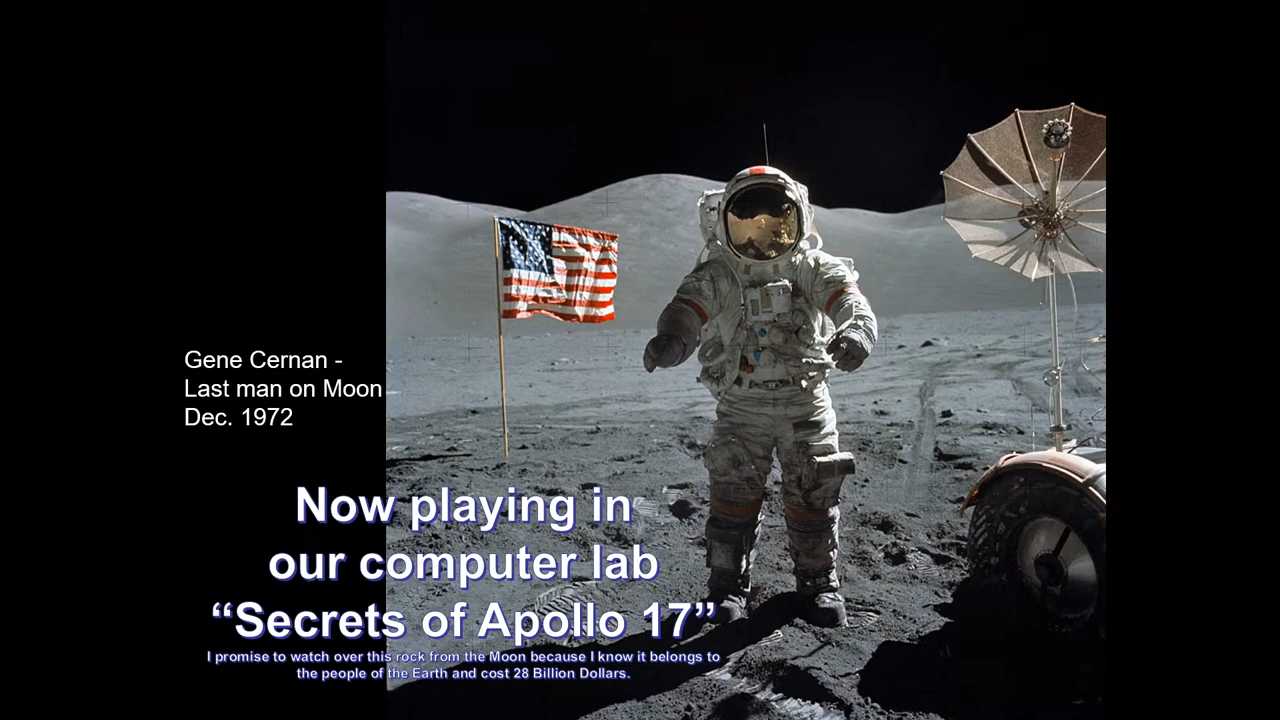 Gene Cernan -
Last man on Moon
Dec. 1972
Now playing in
our computer lab
“Secrets of Apollo 17”
I promise to watch over this rock from the Moon because I know it belongs to
the people of the Earth and cost 28 Billion Dollars.